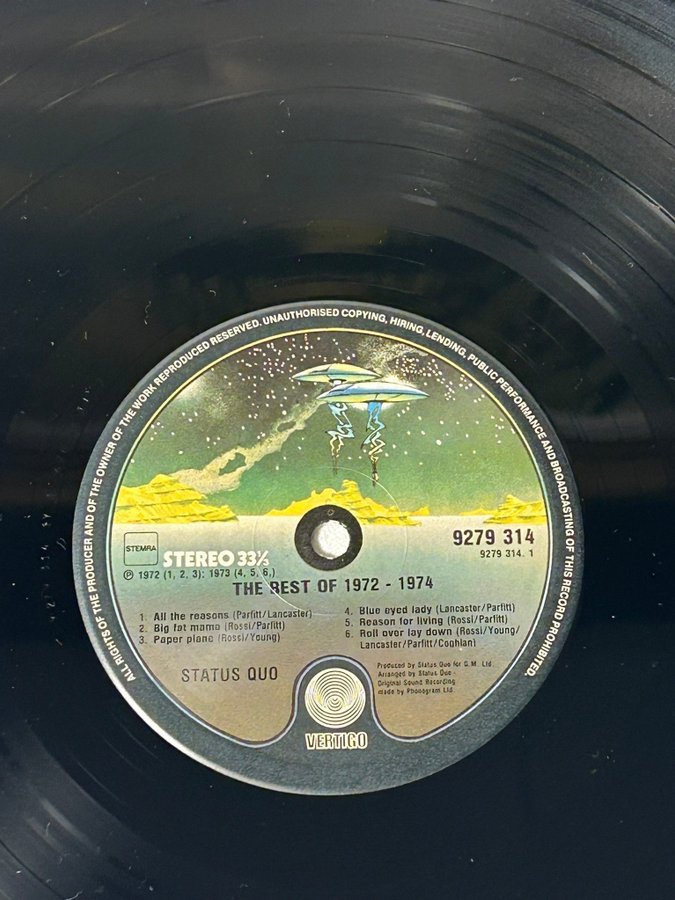 ALL RIGHTS OF THE PRODUCER AND OF THE OWNER OF THE WORK REPRODUCED RESERVED. UNAUTHORISED COPYING, HIRING, LENDING, PUBLIC PERFORMANCE AND BROADCASTING OF THIS RECORD PROHIBITED.
STEMRA
STEREO 33⅓
9279 314
9279 314. 1
Ⓟ 1972 (1, 2, 3): 1973 (4, 5, 6,)
THE BEST OF 1972 - 1974
1. All the reasons (Parfitt/Lancaster)
2. Big fat mama (Rossi/Parfitt)
3. Paper plane (Rossi/Young)
4. Blue eyed lady (Lancaster/Parfitt)
5. Reason for living (Rossi/Parfitt)
6. Roll over lay down (Rossi/Young/
Lancaster/Parfitt/Coghlan)
STATUS QUO
Produced by Status Quo for G.M. Ltd.
Arranged by Status Quo -
Original Sound Recording
made by Phonogram Ltd.
VERTIGO